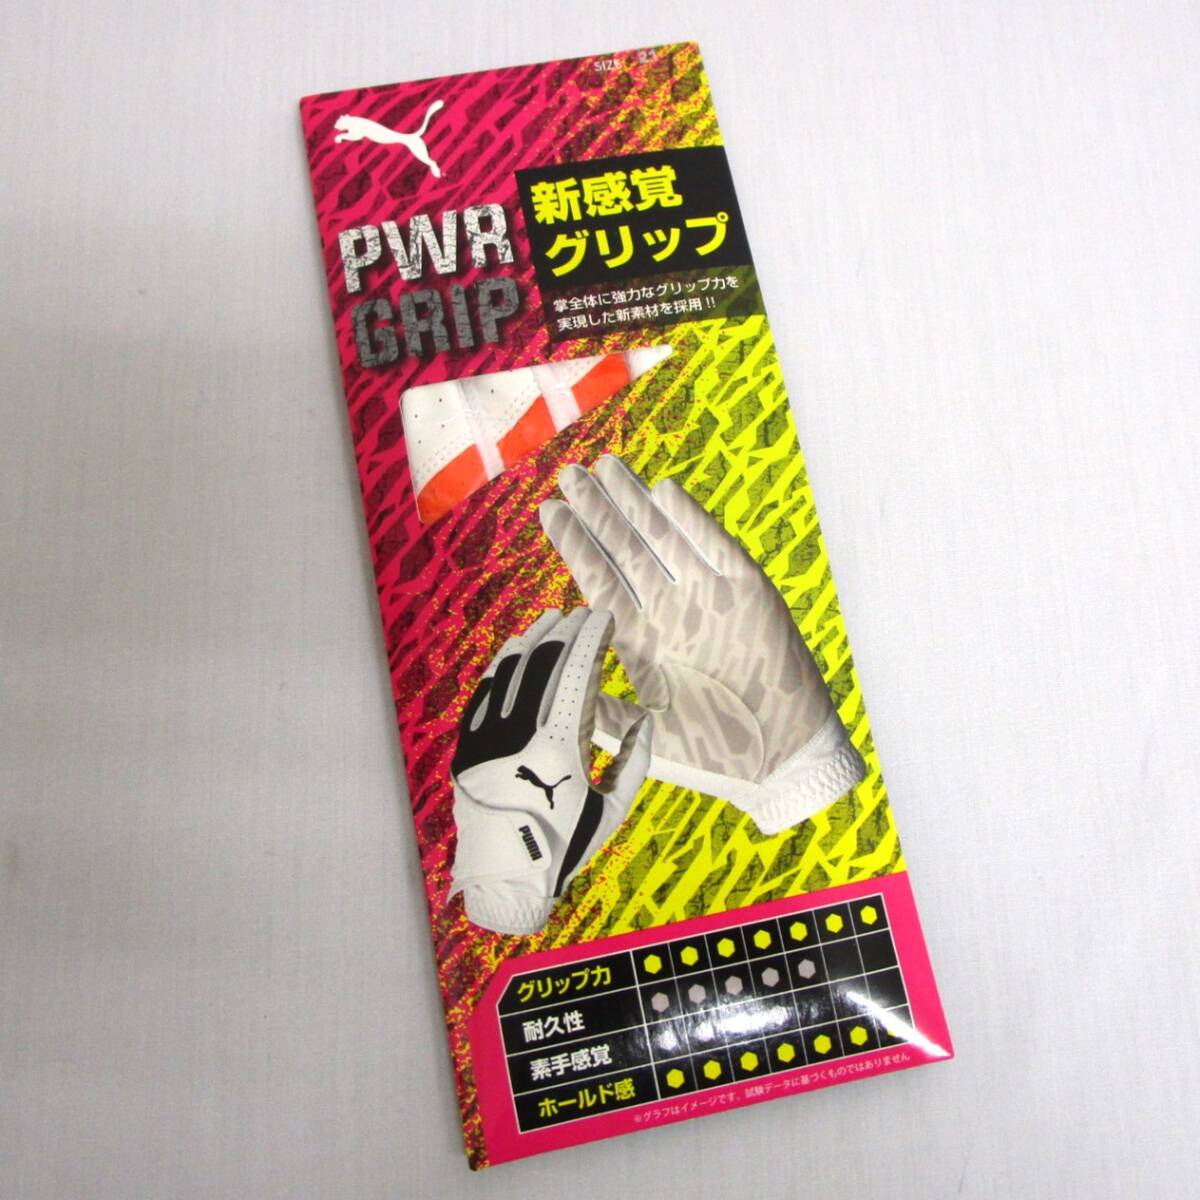 SIZE 21
PWR
GRIP
新感覚
グリップ
掌全体に強力なグリップ力を
実現した新素材を採用!!
PUMA
グリップ力
耐久性
素手感覚
ホールド感
※グラフはイメージです。試験データに基づくものではありません